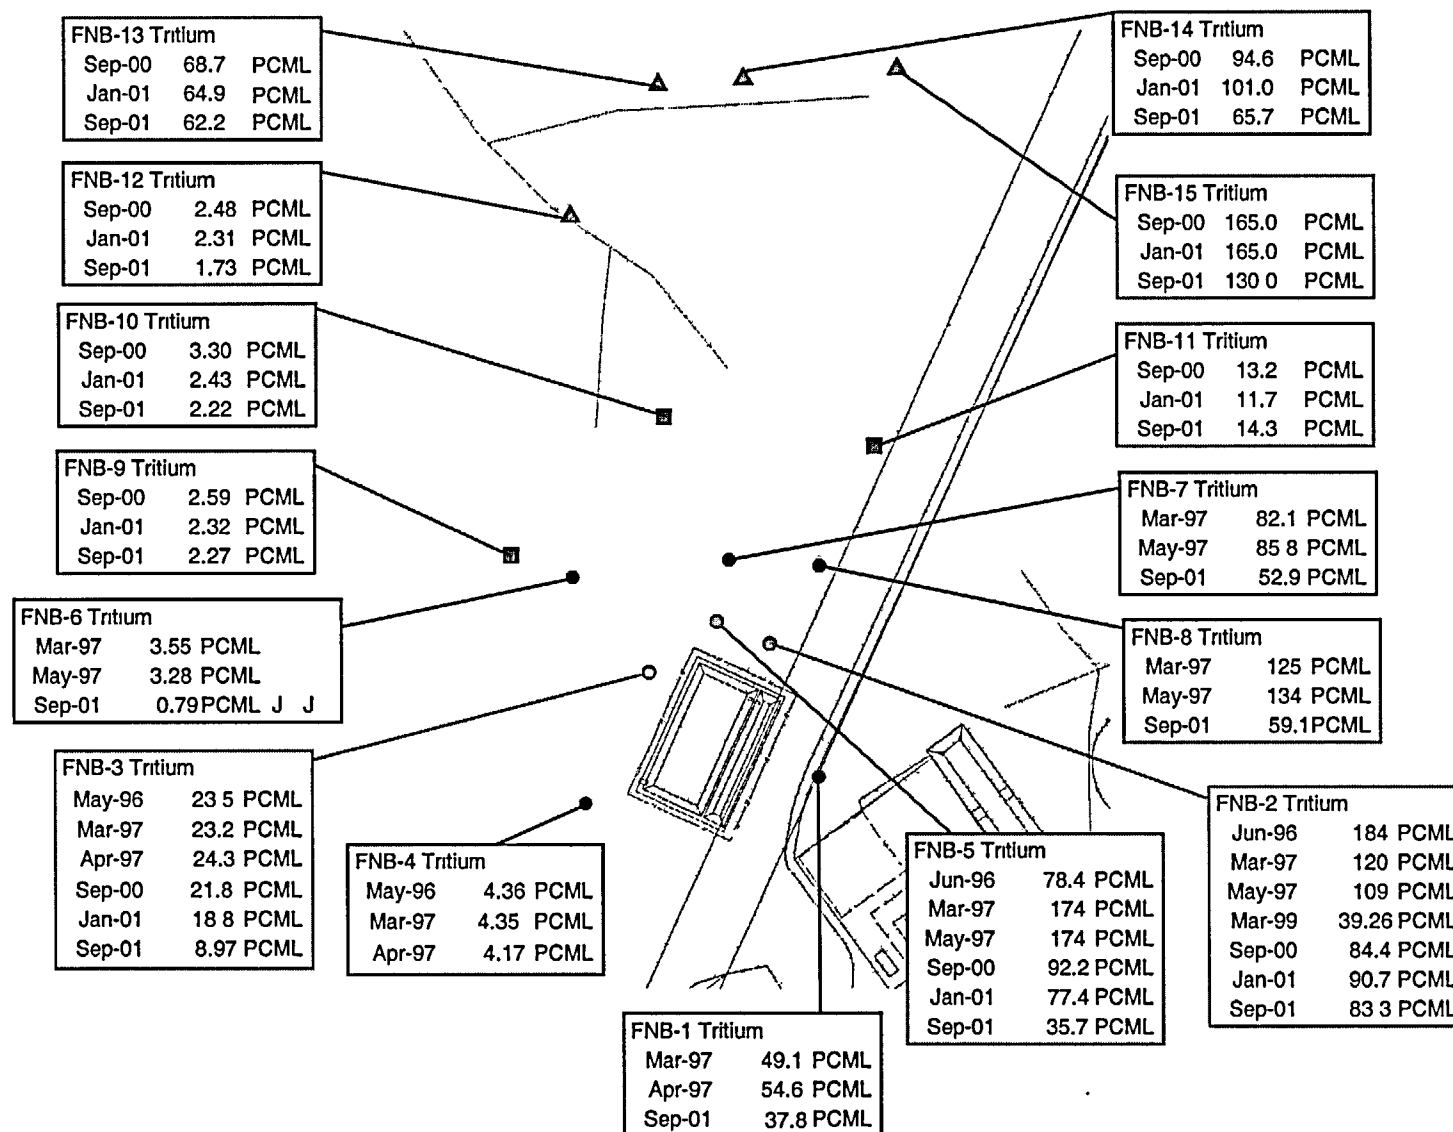 FNB-13 Tritium
Sep-00 68.7 PCML
Jan-01 64.9 PCML
Sep-01 62.2 PCML
FNB-12 Tritium
Sep-00 2.48 PCML
Jan-01 2.31 PCML
Sep-01 1.73 PCML
FNB-10 Tritium
Sep-00 3.30 PCML
Jan-01 2.43 PCML
Sep-01 2.22 PCML
FNB-9 Tritium
Sep-00 2.59 PCML
Jan-01 2.32 PCML
Sep-01 2.27 PCML
FNB-6 Tritium
Mar-97 3.55 PCML
May-97 3.28 PCML
Sep-01 0.79 PCML J J
FNB-3 Tritium
May-96 23 5 PCML
Mar-97 23.2 PCML
Apr-97 24.3 PCML
Sep-00 21.8 PCML
Jan-01 18 8 PCML
Sep-01 8.97 PCML
FNB-4 Tritium
May-96 4.36 PCML
Mar-97 4.35 PCML
Apr-97 4.17 PCML
FNB-1 Tritium
Mar-97 49.1 PCML
Apr-97 54.6 PCML
Sep-01 37.8 PCML
FNB-5 Tritium
Jun-96 78.4 PCML
Mar-97 174 PCML
May-97 174 PCML
Sep-00 92.2 PCML
Jan-01 77.4 PCML
Sep-01 35.7 PCML
FNB-14 Tritium
Sep-00 94.6 PCML
Jan-01 101.0 PCML
Sep-01 65.7 PCML
FNB-15 Tritium
Sep-00 165.0 PCML
Jan-01 165.0 PCML
Sep-01 130 0 PCML
FNB-11 Tritium
Sep-00 13.2 PCML
Jan-01 11.7 PCML
Sep-01 14.3 PCML
FNB-7 Tritium
Mar-97 82.1 PCML
May-97 85 8 PCML
Sep-01 52.9 PCML
FNB-8 Tritium
Mar-97 125 PCML
May-97 134 PCML
Sep-01 59.1PCML
FNB-2 Tritium
Jun-96 184 PCML
Mar-97 120 PCML
May-97 109 PCML
Mar-99 39.26 PCML
Sep-00 84.4 PCML
Jan-01 90.7 PCML
Sep-01 83 3 PCML